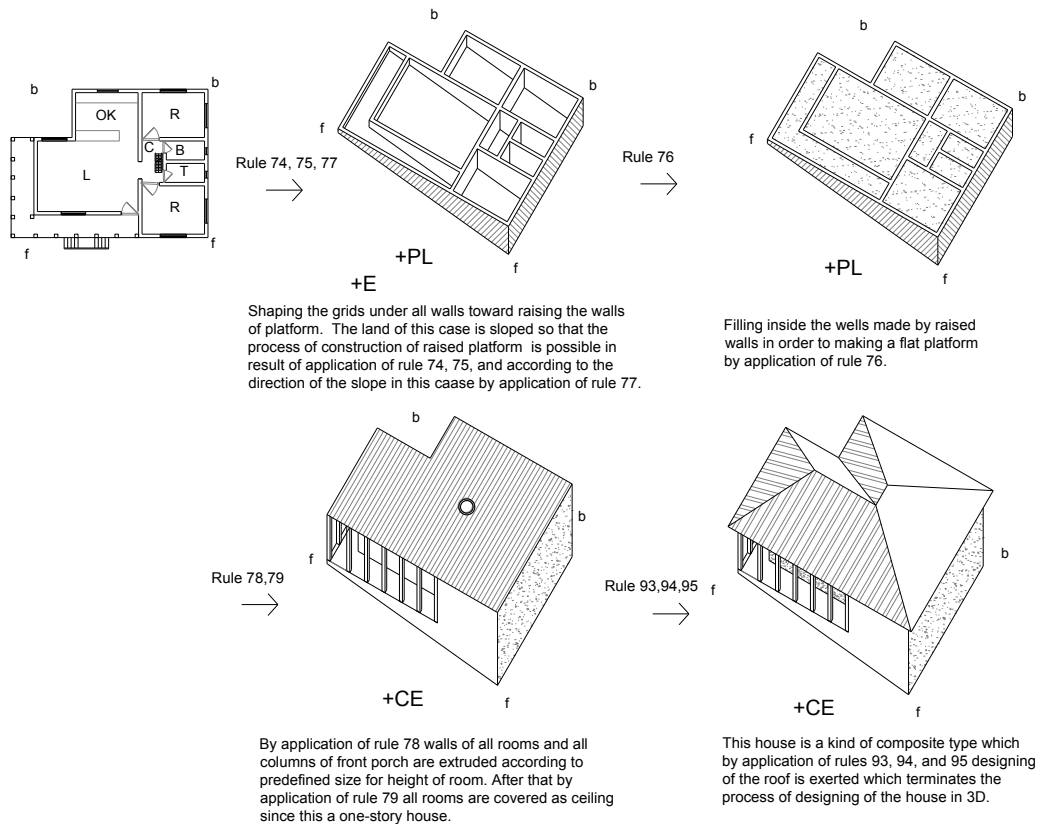 b
b
OK
R
C
B
L
T
R
f
f
Rule 74, 75, 77
b
b
f
f
+PL
+E
Shaping the grids under all walls toward raising the walls
of platform. The land of this case is sloped so that the
process of construction of raised platform is possible in
result of application of rule 74, 75, and according to the
direction of the slope in this caase by application of rule 77.
Rule 76
b
b
f
f
+PL
Filling inside the wells made by raised
walls in order to making a flat platform
by application of rule 76.
Rule 78,79
b
b
f
f
+CE
By application of rule 78 walls of all rooms and all
columns of front porch are extruded according to
predefined size for height of room. After that by
application of rule 79 all rooms are covered as ceiling
since this a one-story house.
Rule 93,94,95
b
f
f
+CE
This house is a kind of composite type which
by application of rules 93, 94, and 95 designing
of the roof is exerted which terminates the
process of designing of the house in 3D.